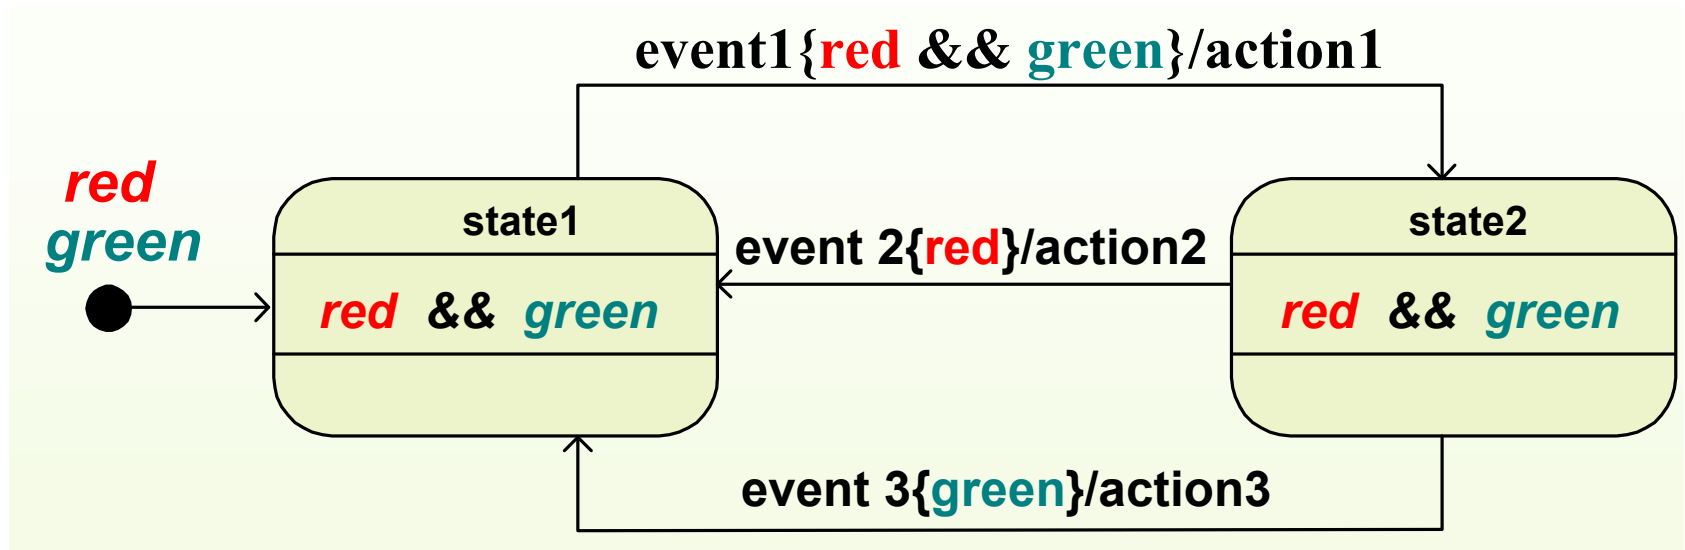 event1{red && green}/action1
red
green
state1
red && green
event 2{red}/action2
state2
red && green
event 3{green}/action3